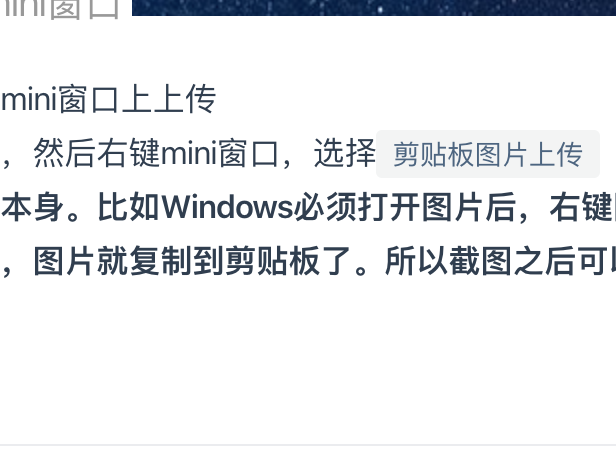 mini窗口
mini窗口上上传
，然后右键mini窗口，选择 剪贴板图片上传
本身。比如Windows必须打开图片后，右键
，图片就复制到剪贴板了。所以截图之后可以